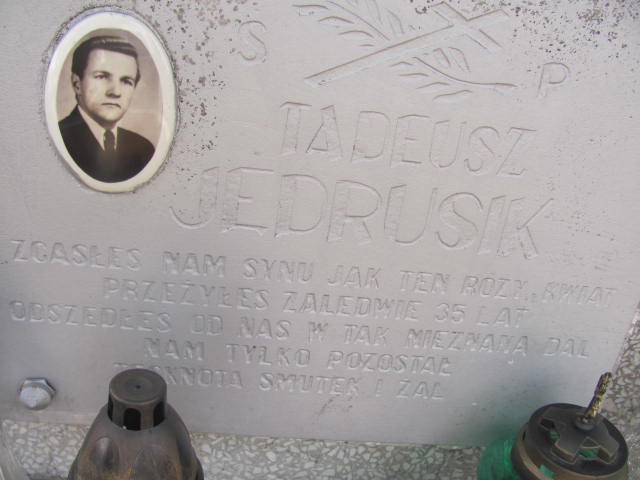 S P
TADEUSZ
JEDRUSIK
ZGASŁEŚ NAM SYNU JAK TEN ROZY KWIAT
PRZEŻYŁEŚ ZALEDWIE 35 LAT
ODSZEDŁEŚ OD NAS W TAK NIEZNANĄ DAL
NAM TYLKO POZOSTAŁ
TĘSKNOTA SMUTEK I ŻAL